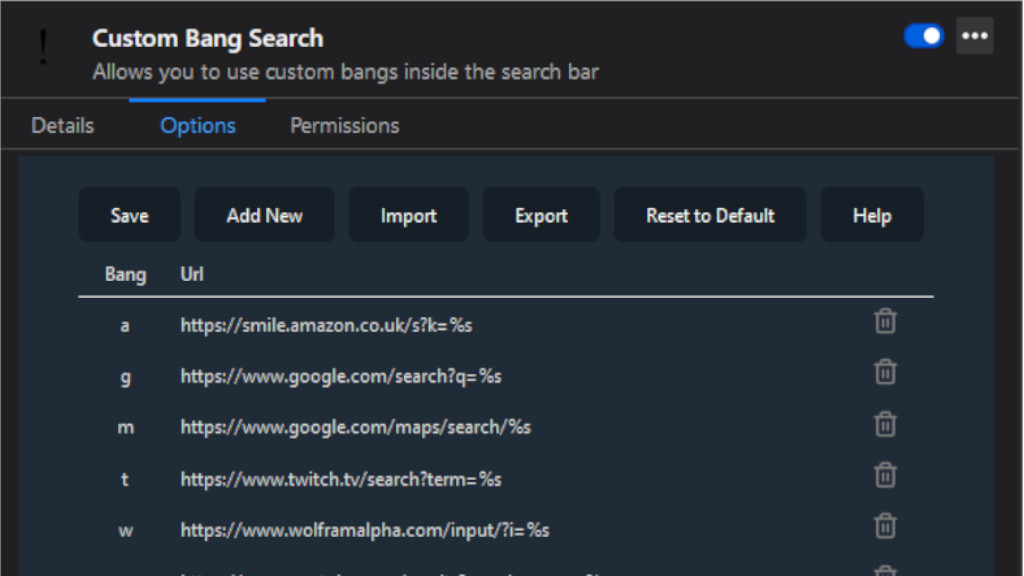 Custom Bang Search
Allows you to use custom bangs inside the search bar
Details Options Permissions
Save Add New Import Export Reset to Default Help
Bang Url
a https://smile.amazon.co.uk/s?k=%s
g https://www.google.com/search?q=%s
m https://www.google.com/maps/search/%s
t https://www.twitch.tv/search?term=%s
w https://www.wolframalpha.com/input/?i=%s